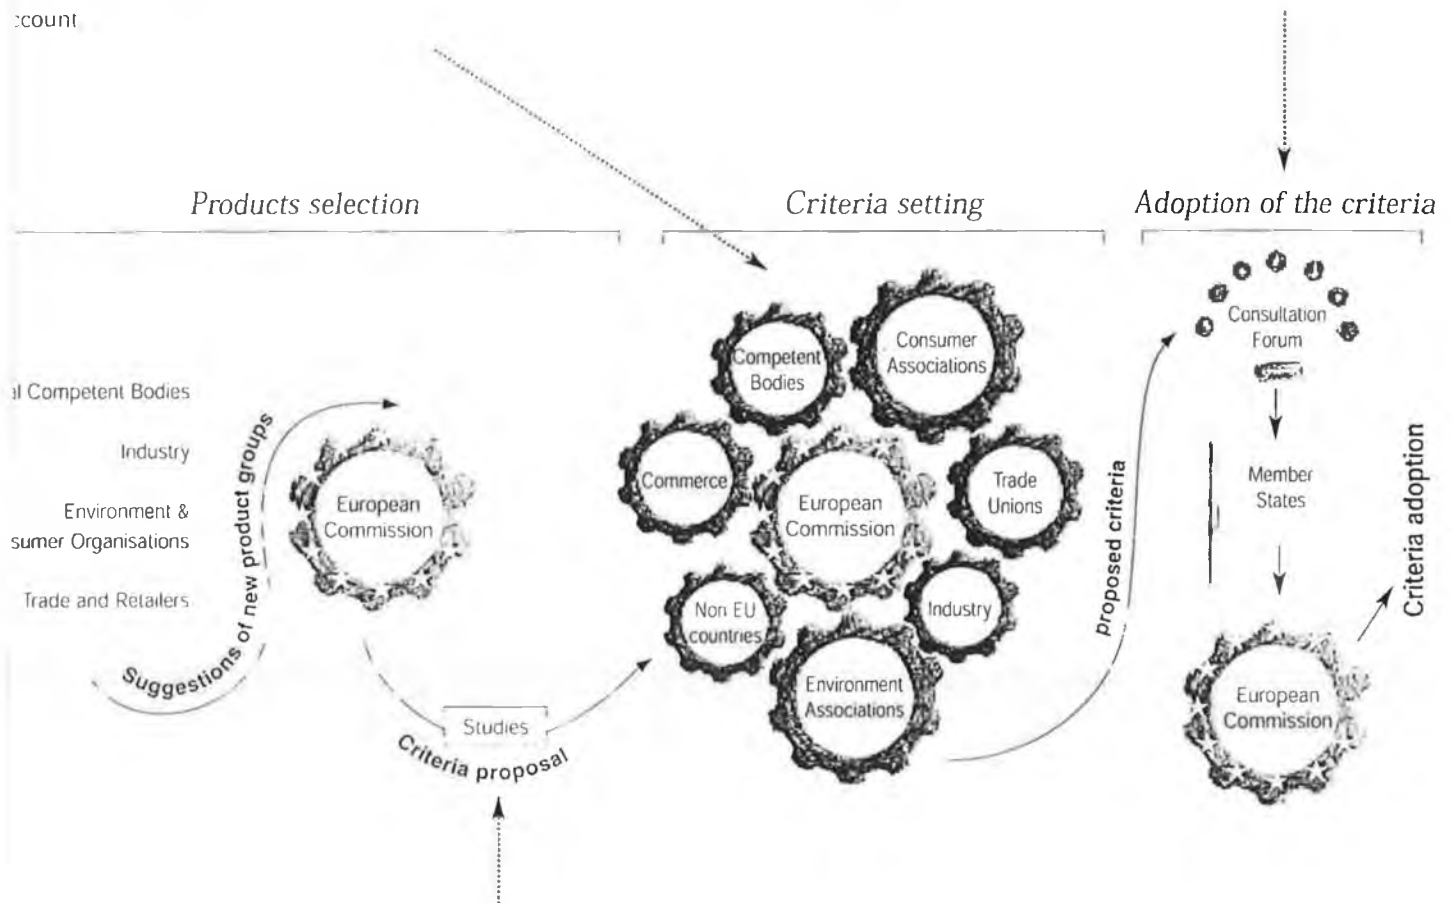 ccount
Products selection
Criteria setting
Adoption of the criteria
al Competent Bodies
Industry
Environment &
sumer Organisations
Trade and Retailers
Suggestions of new product groups
European
Commission
Studies
Criteria proposal
Competent
Bodies
Consumer
Associations
Commerce
European
Commission
Trade
Unions
Non EU
countries
Industry
Environment
Associations
proposed criteria
Consultation
Forum
Member
States
European
Commission
Criteria adoption